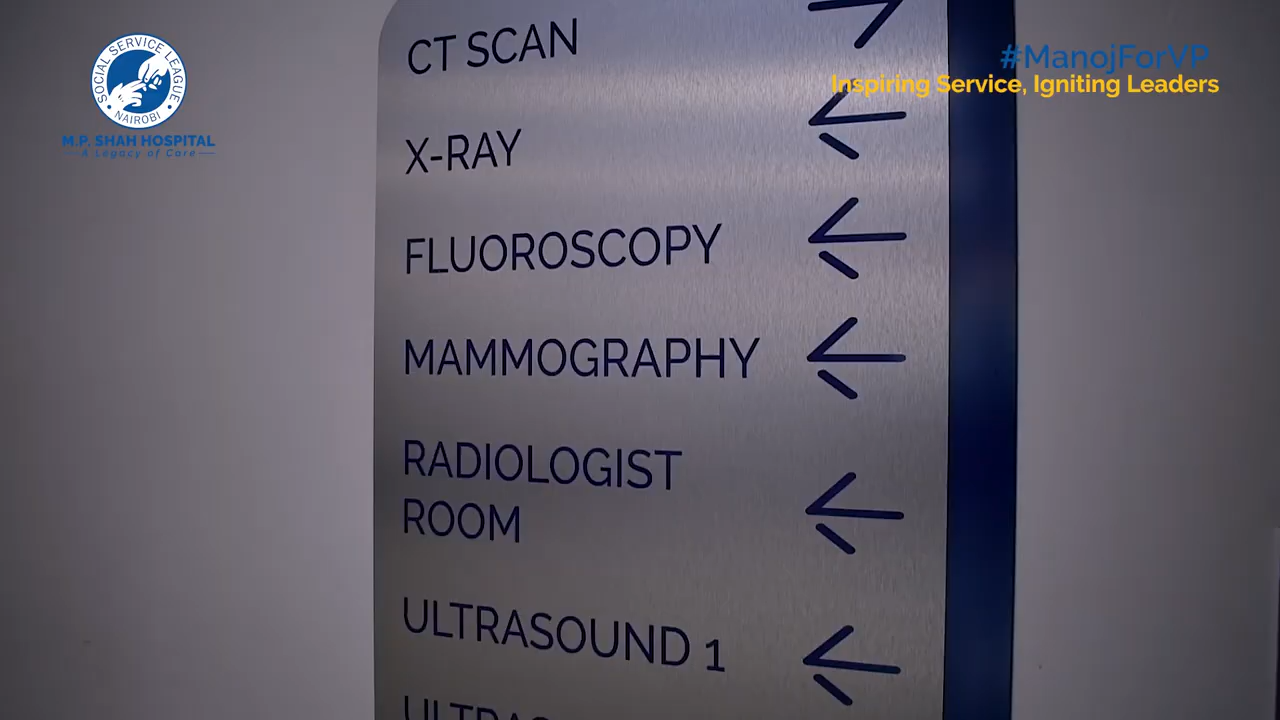 SOCIAL SERVICE LEAGUE
NAIROBI
M.P. SHAH HOSPITAL
A Legacy of Care
#ManojForVP
Inspiring Service, Igniting Leaders
CT SCAN
X-RAY
FLUOROSCOPY
MAMMOGRAPHY
RADIOLOGIST
ROOM
ULTRASOUND 1